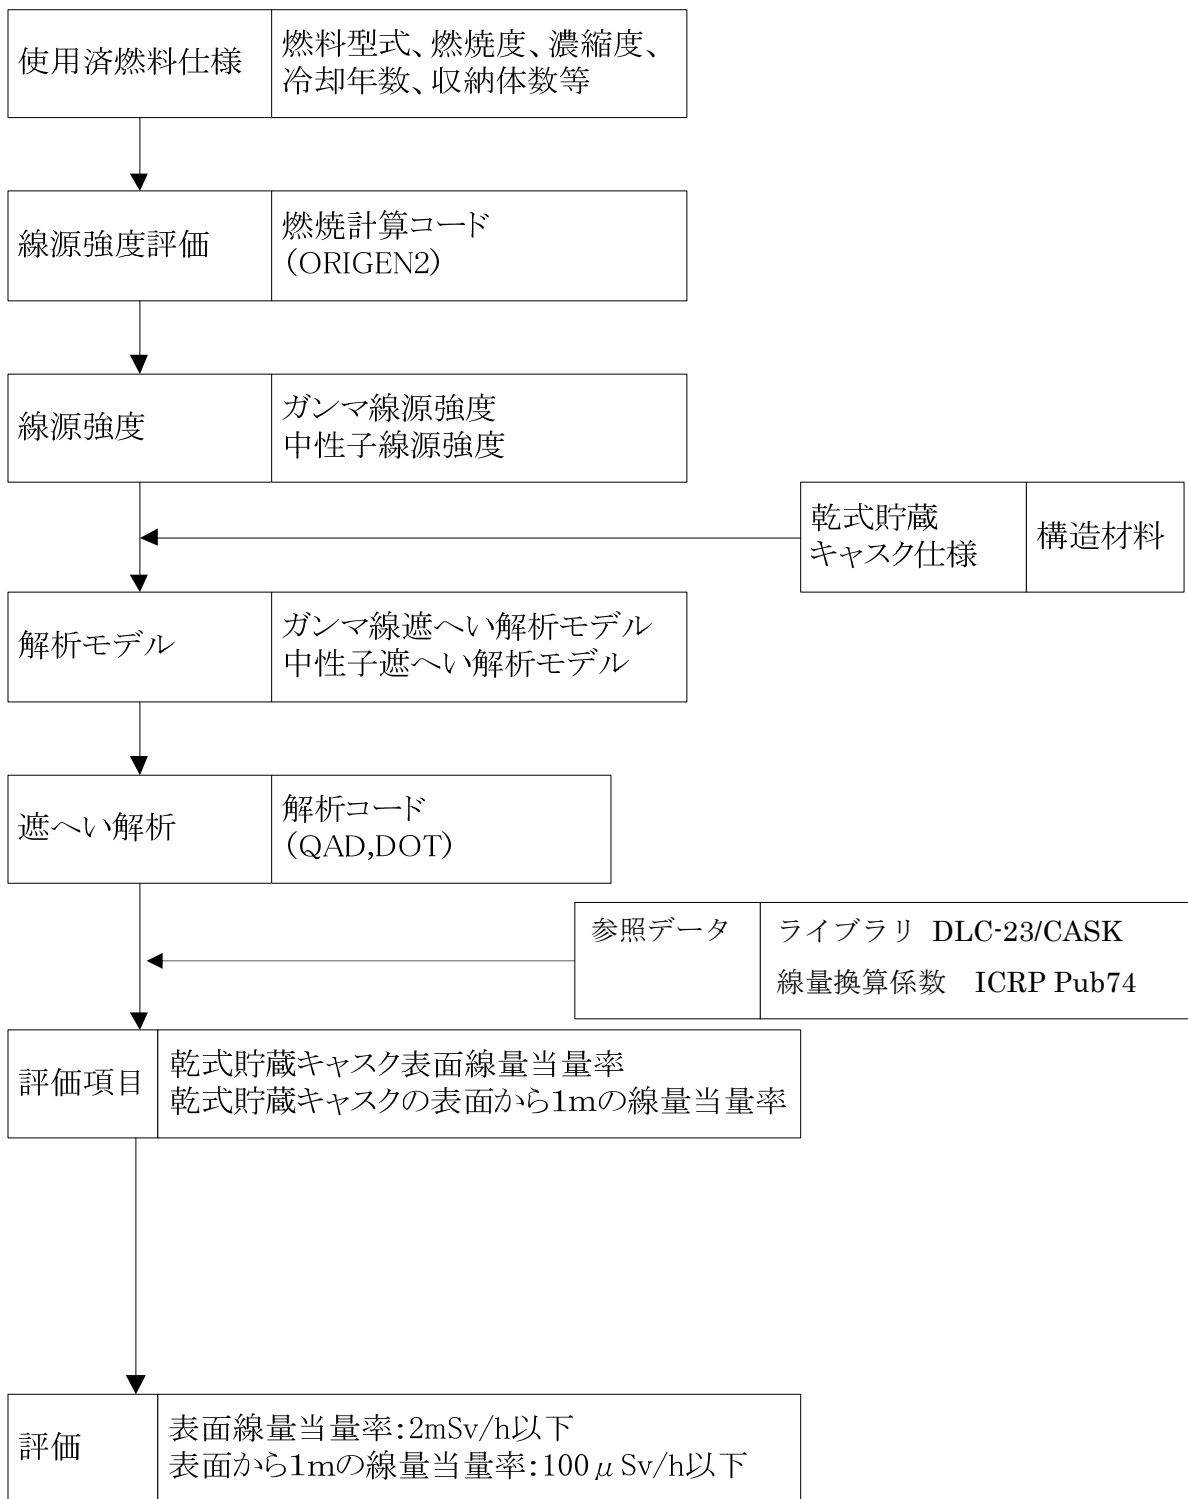 使用済燃料仕様
燃料型式、燃焼度、濃縮度、
冷却年数、収納体数等
線源強度評価
燃焼計算コード
(ORIGEN2)
線源強度
ガンマ線源強度
中性子線源強度
乾式貯蔵
キャスク仕様
構造材料
解析モデル
ガンマ線遮へい解析モデル
中性子遮へい解析モデル
遮へい解析
解析コード
(QAD,DOT)
参照データ
ライブラリ DLC-23/CASK
線量換算係数 ICRP Pub74
評価項目
乾式貯蔵キャスク表面線量当量率
乾式貯蔵キャスクの表面から1mの線量当量率
評価
表面線量当量率:2mSv/h以下
表面から1mの線量当量率:100μSv/h以下